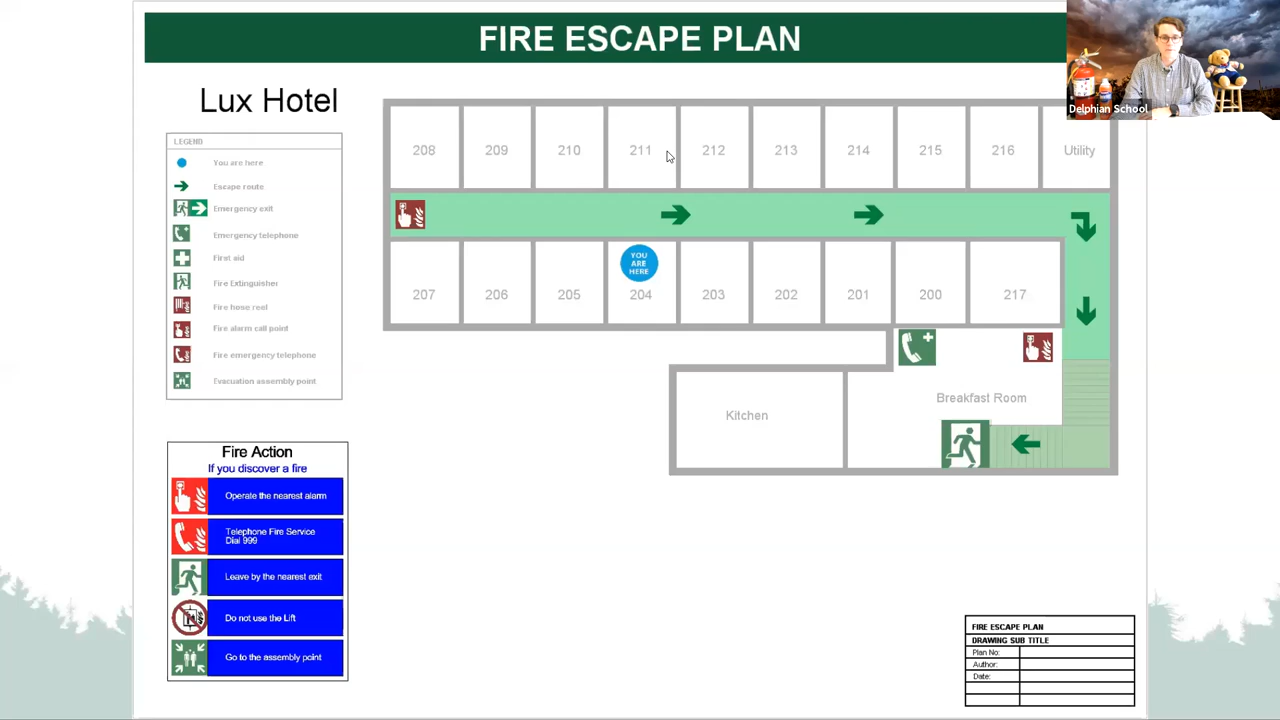 FIRE ESCAPE PLAN
Delphian School
Lux Hotel
LEGEND
You are here
Escape route
Emergency exit
Emergency telephone
First aid
Fire Extinguisher
Fire hose reel
Fire alarm call point
Fire emergency telephone
Evacuation assembly point
208 209 210 211 212 213 214 215 216 Utility
YOU
ARE
HERE
207 206 205 204 203 202 201 200 217
Breakfast Room
Kitchen
Fire Action
If you discover a fire
Operate the nearest alarm
Telephone Fire Service
Dial 999
Leave by the nearest exit
Do not use the Lift
Go to the assembly point
FIRE ESCAPE PLAN
DRAWING SUB TITLE
Plan No:
Author:
Date: